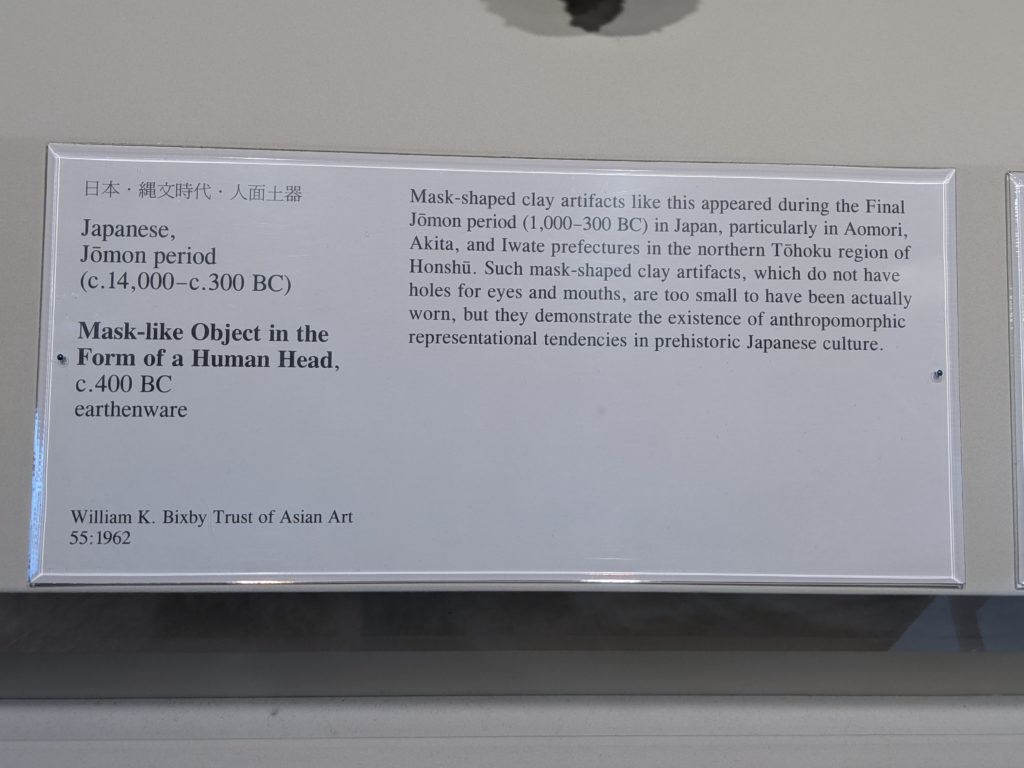 日本・縄文時代・人面土器
Japanese,
Jōmon period
(c.14,000–c.300 BC)
Mask-like Object in the
Form of a Human Head,
c.400 BC
earthenware
William K. Bixby Trust of Asian Art
55:1962
Mask-shaped clay artifacts like this appeared during the Final
Jōmon period (1,000–300 BC) in Japan, particularly in Aomori,
Akita, and Iwate prefectures in the northern Tōhoku region of
Honshū. Such mask-shaped clay artifacts, which do not have
holes for eyes and mouths, are too small to have been actually
worn, but they demonstrate the existence of anthropomorphic
representational tendencies in prehistoric Japanese culture.